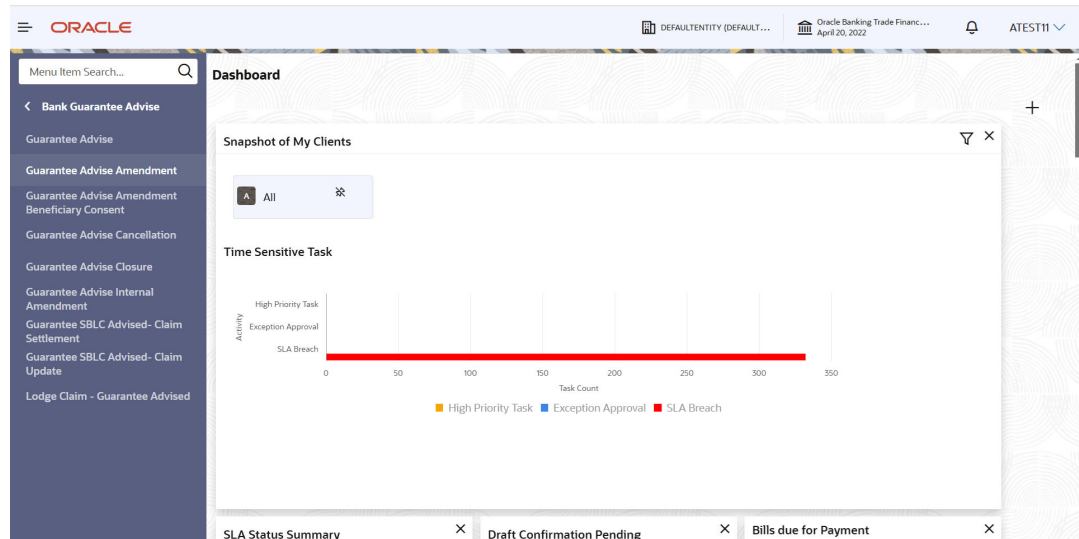 ORACLE
DEFAULTENTITY (DEFAULT...
Oracle Banking Trade Financ...
April 20, 2022
ATEST11
Menu Item Search...
Bank Guarantee Advise
Guarantee Advise
Guarantee Advise Amendment
Guarantee Advise Amendment
Beneficiary Consent
Guarantee Advise Cancellation
Guarantee Advise Closure
Guarantee Advise Internal
Amendment
Guarantee SBLC Advised- Claim
Settlement
Guarantee SBLC Advised- Claim
Update
Lodge Claim - Guarantee Advised
Dashboard
Snapshot of My Clients
A All
Time Sensitive Task
Activity
High Priority Task
Exception Approval
SLA Breach
0 50 100 150 200 250 300 350
Task Count
High Priority Task Exception Approval SLA Breach
SLA Status Summary
Draft Confirmation Pending
Bills due for Payment